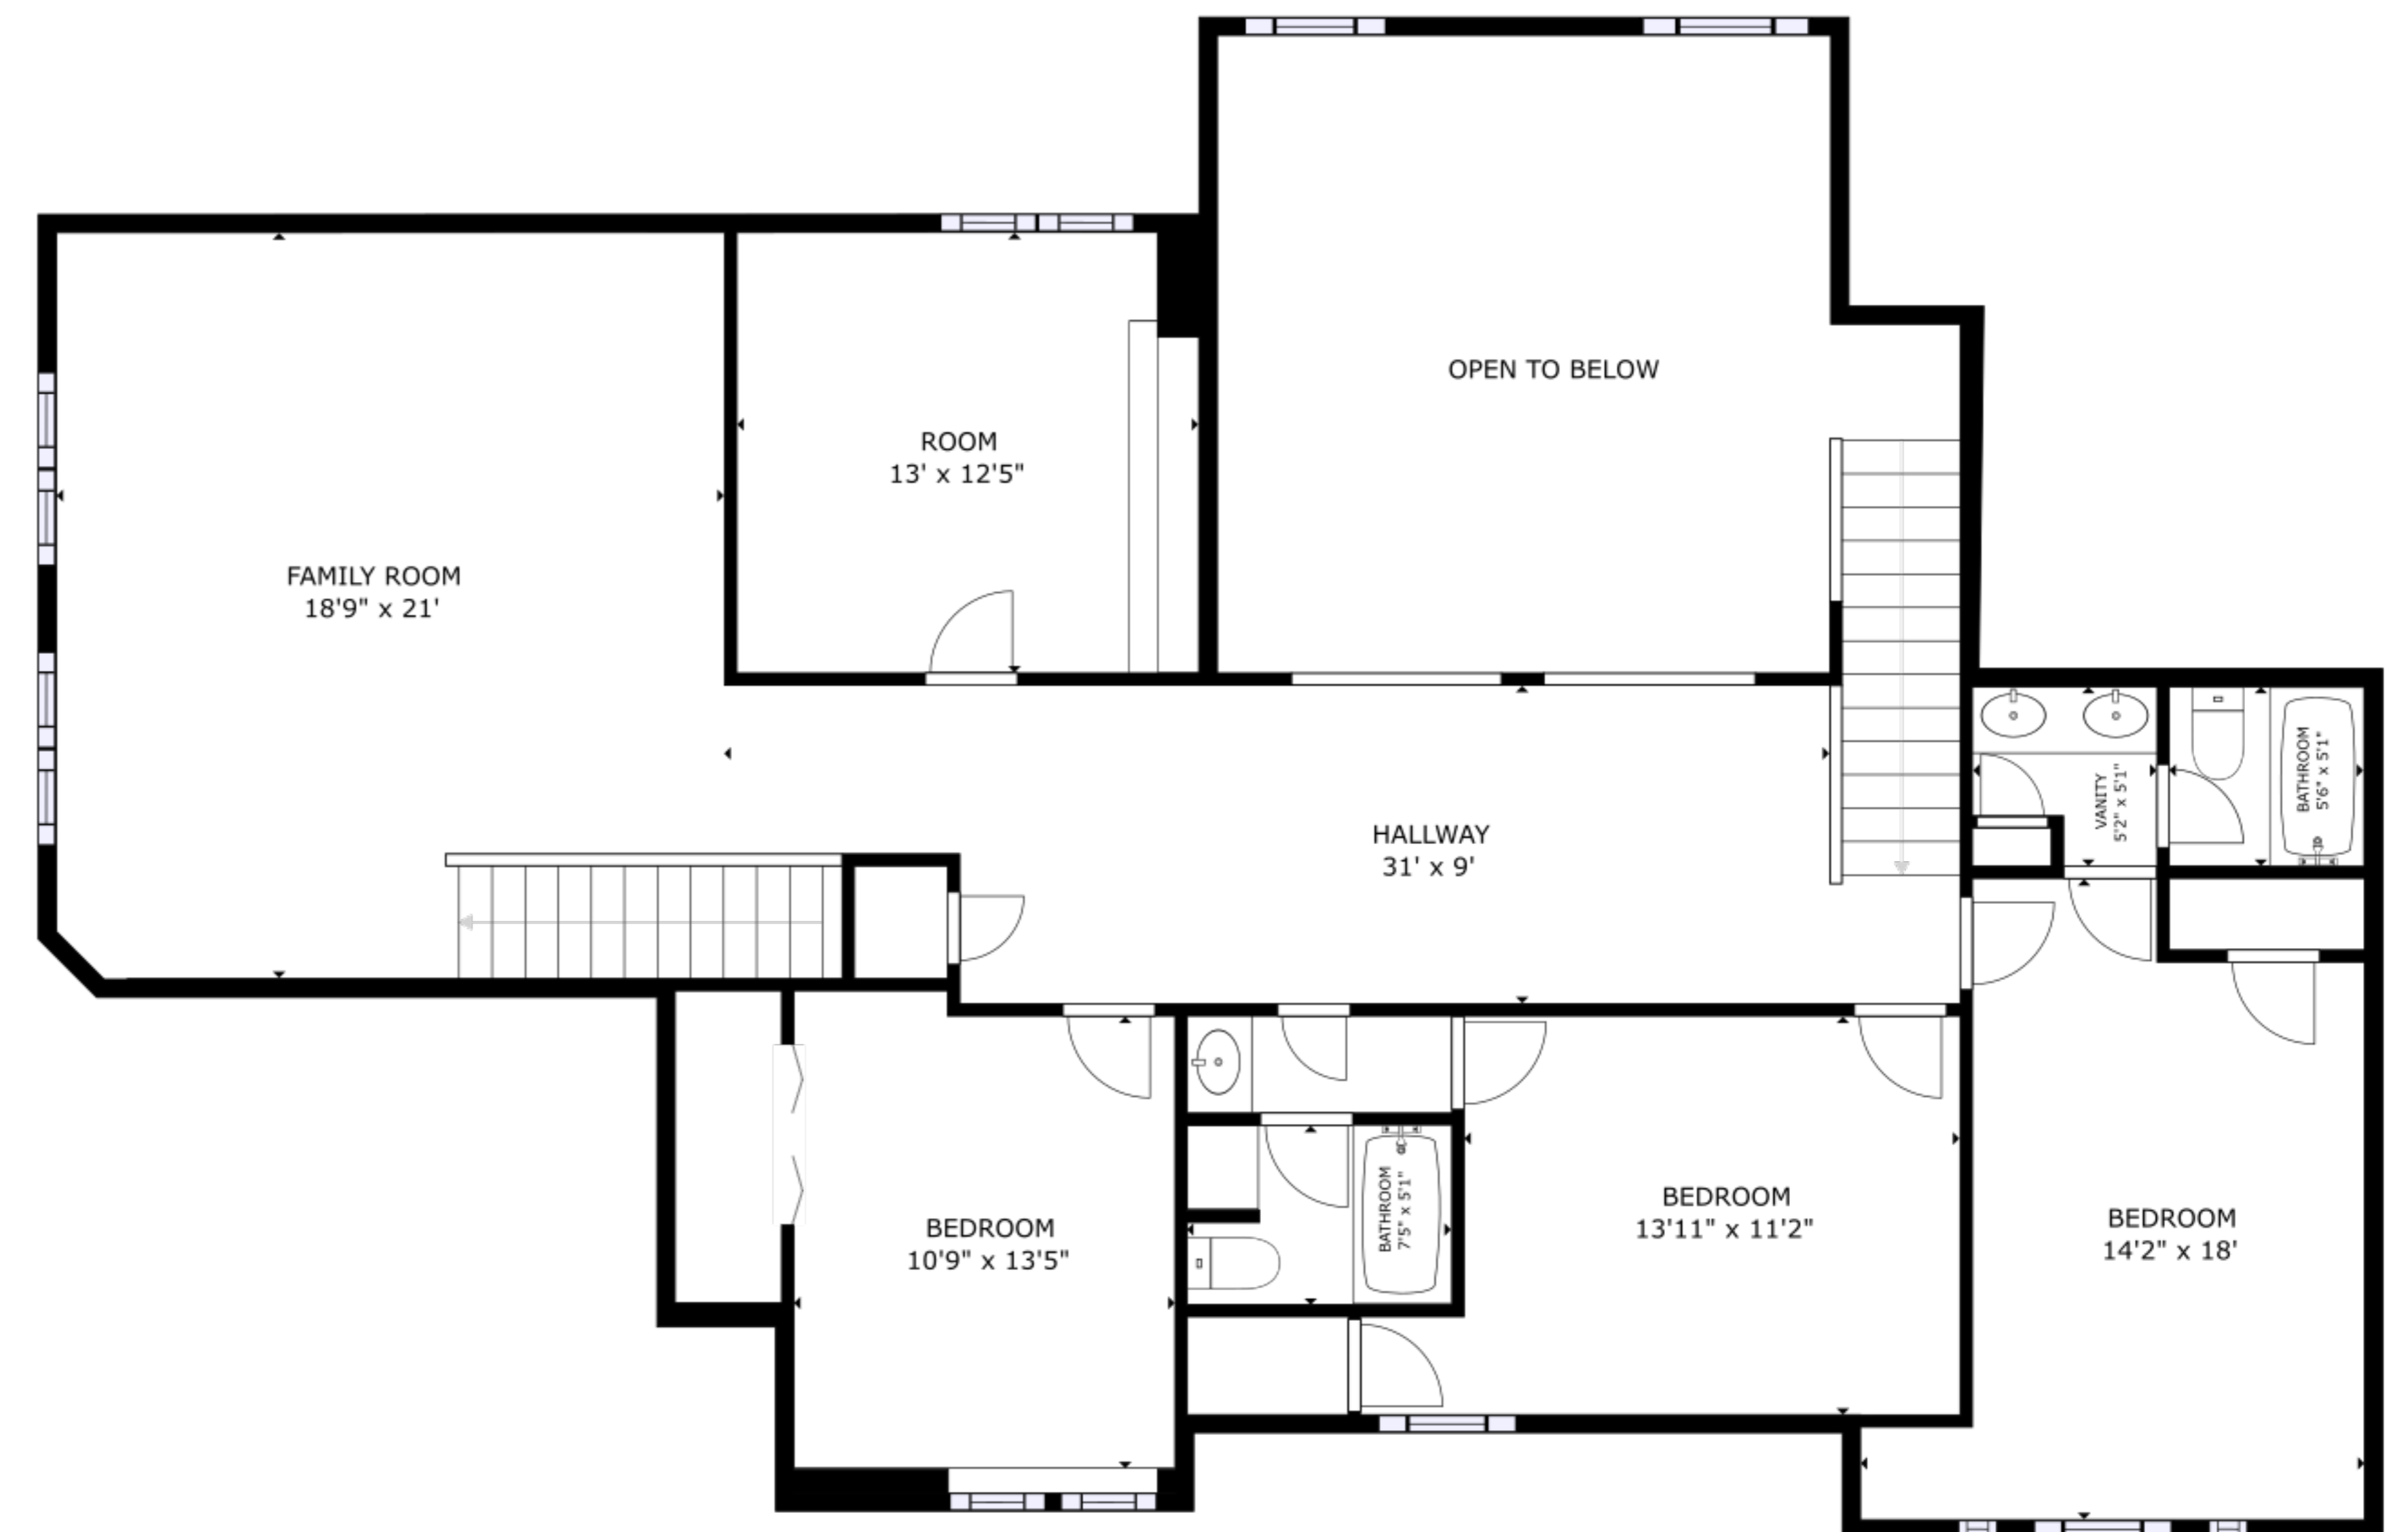 OPEN TO BELOW
ROOM
13' x 12'5"
FAMILY ROOM
18'9" x 21'
HALLWAY
31' x 9'
VANITY
5'2" x 5'1"
BATHROOM
5'6" x 5'1"
BEDROOM
10'9" x 13'5"
BATHROOM
7'5" x 5'1"
BEDROOM
13'11" x 11'2"
BEDROOM
14'2" x 18'